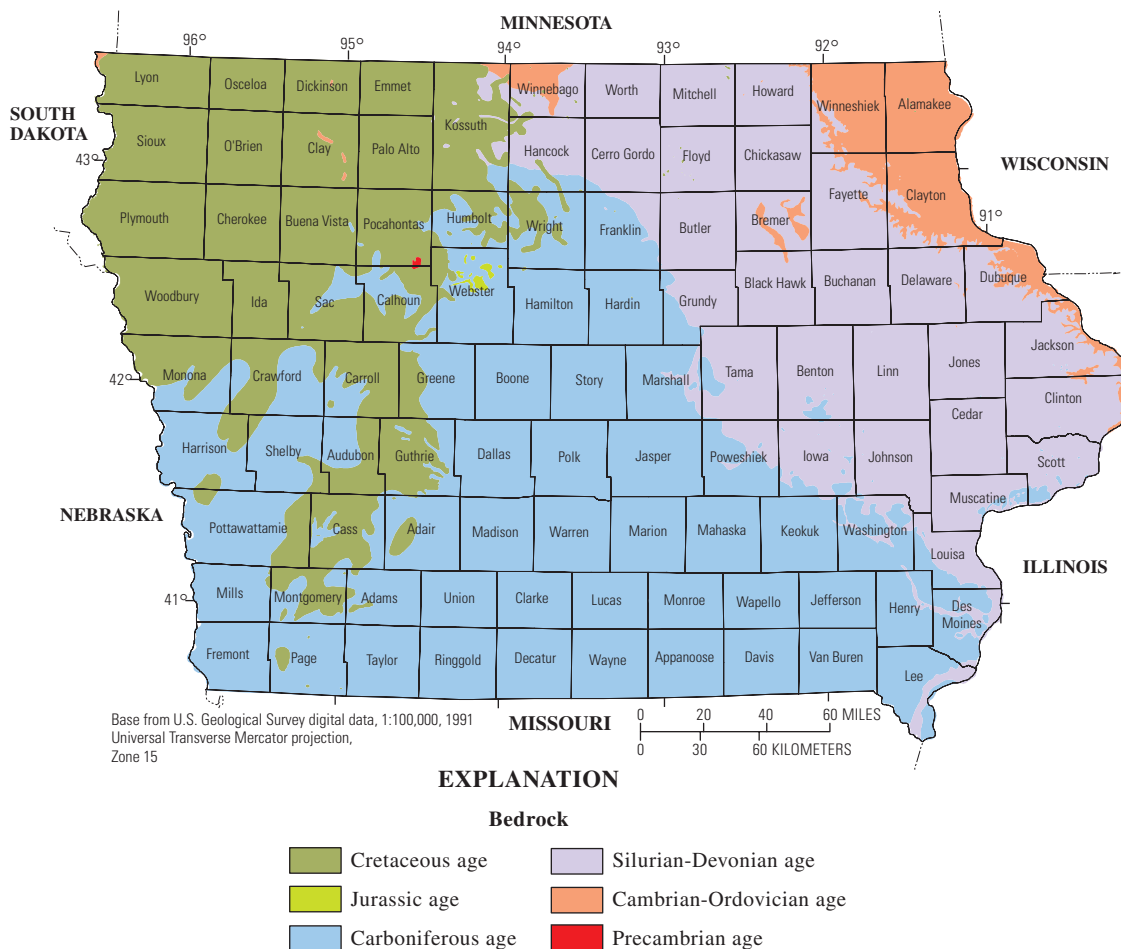 MINNESOTA
96° 95° 94° 93° 92°
Lyon Osceloa Dickinson Emmet Winnebago Worth Mitchell Howard Winneshiek Alamakee
SOUTH
DAKOTA
Kossuth
Sioux O'Brien Clay Palo Alto Hancock Cerro Gordo Floyd Chickasaw
43°
WISCONSIN
Fayette Clayton
91°
Plymouth Cherokee Buena Vista Pocahontas Humbolt Wright Franklin Butler Bremer
Woodbury Ida Sac Calhoun Webster Hamilton Hardin Grundy Black Hawk Buchanan Delaware Dubuque
42°
Monona Crawford Carroll Greene Boone Story Marshall Tama Benton Linn Jones Jackson
Cedar Clinton
Harrison Shelby Audubon Guthrie Dallas Polk Jasper Poweshiek Iowa Johnson Scott
Muscatine
NEBRASKA
Pottawattamie Cass Adair Madison Warren Marion Mahaska Keokuk Washington Louisa
ILLINOIS
41°
Mills Montgomery Adams Union Clarke Lucas Monroe Wapello Jefferson Henry Des
Moines
Fremont Page Taylor Ringgold Decatur Wayne Appanoose Davis Van Buren Lee
Base from U.S. Geological Survey digital data, 1:100,000, 1991
Universal Transverse Mercator projection,
Zone 15
MISSOURI
0 20 40 60 MILES
0 30 60 KILOMETERS
EXPLANATION
Bedrock
Cretaceous age
Jurassic age
Carboniferous age
Silurian-Devonian age
Cambrian-Ordovician age
Precambrian age